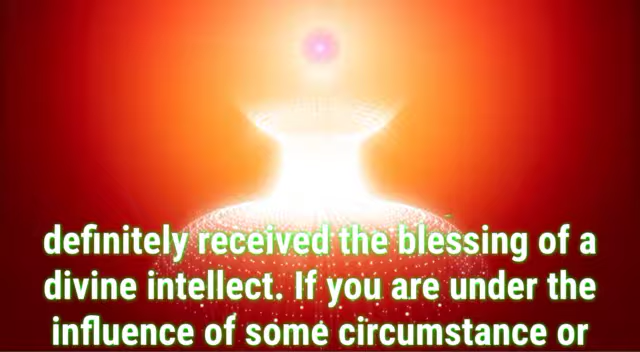 definitely received the blessing of a
divine intellect. If you are under the
influence of some circumstance or